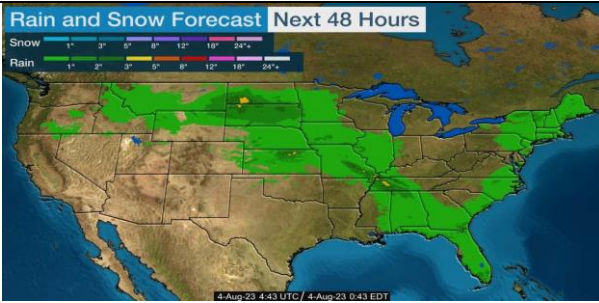 Rain and Snow Forecast Next 48 Hours
Snow 1" 3" 5" 8" 12" 18" 24"+
Rain 1" 2" 3" 5" 8" 12" 18" 24"+
4-Aug-23 4:43 UTC / 4-Aug-23 0:43 EDT